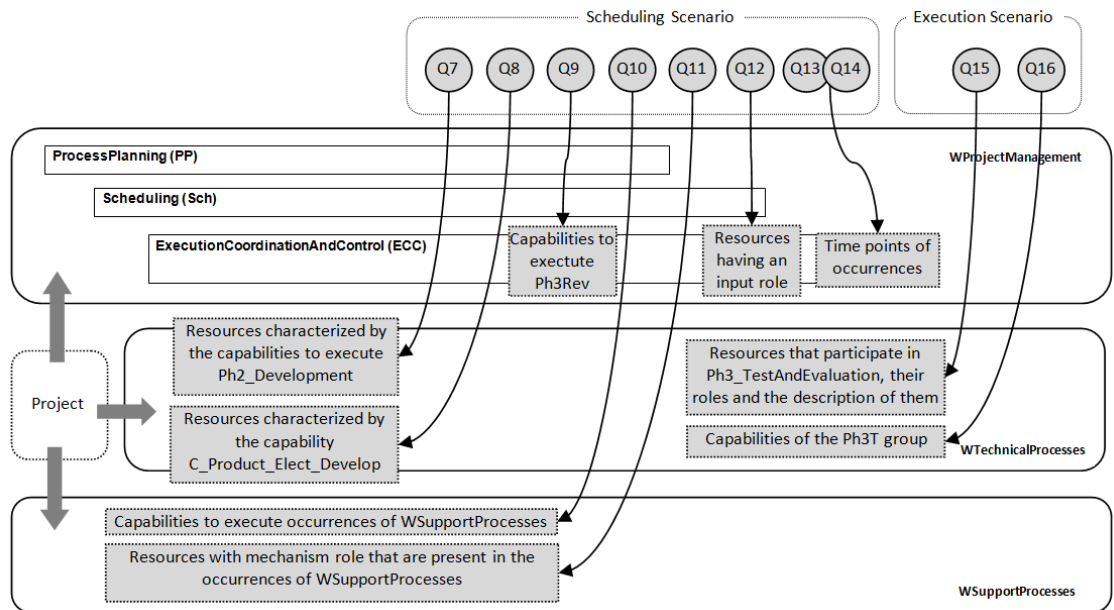 Scheduling Scenario
Execution Scenario
Q7
Q8
Q9
Q10
Q11
Q12
Q13
Q14
Q15
Q16
ProcessPlanning (PP)
WProjectManagement
Scheduling (Sch)
ExecutionCoordinationAndControl (ECC)
Capabilities to
exectute
Ph3Rev
Resources
having an
input role
Time points of
occurrences
Resources characterized by
the capabilities to execute
Ph2_Development
Resources that participate in
Ph3_TestAndEvaluation, their
roles and the description of them
Project
Resources characterized by
the capability
C_Product_Elect_Develop
Capabilities of the Ph3T group
WTechnicalProcesses
Capabilities to execute occurrences of WSupportProcesses
Resources with mechanism role that are present in the
occurrences of WSupportProcesses
WSupportProcesses